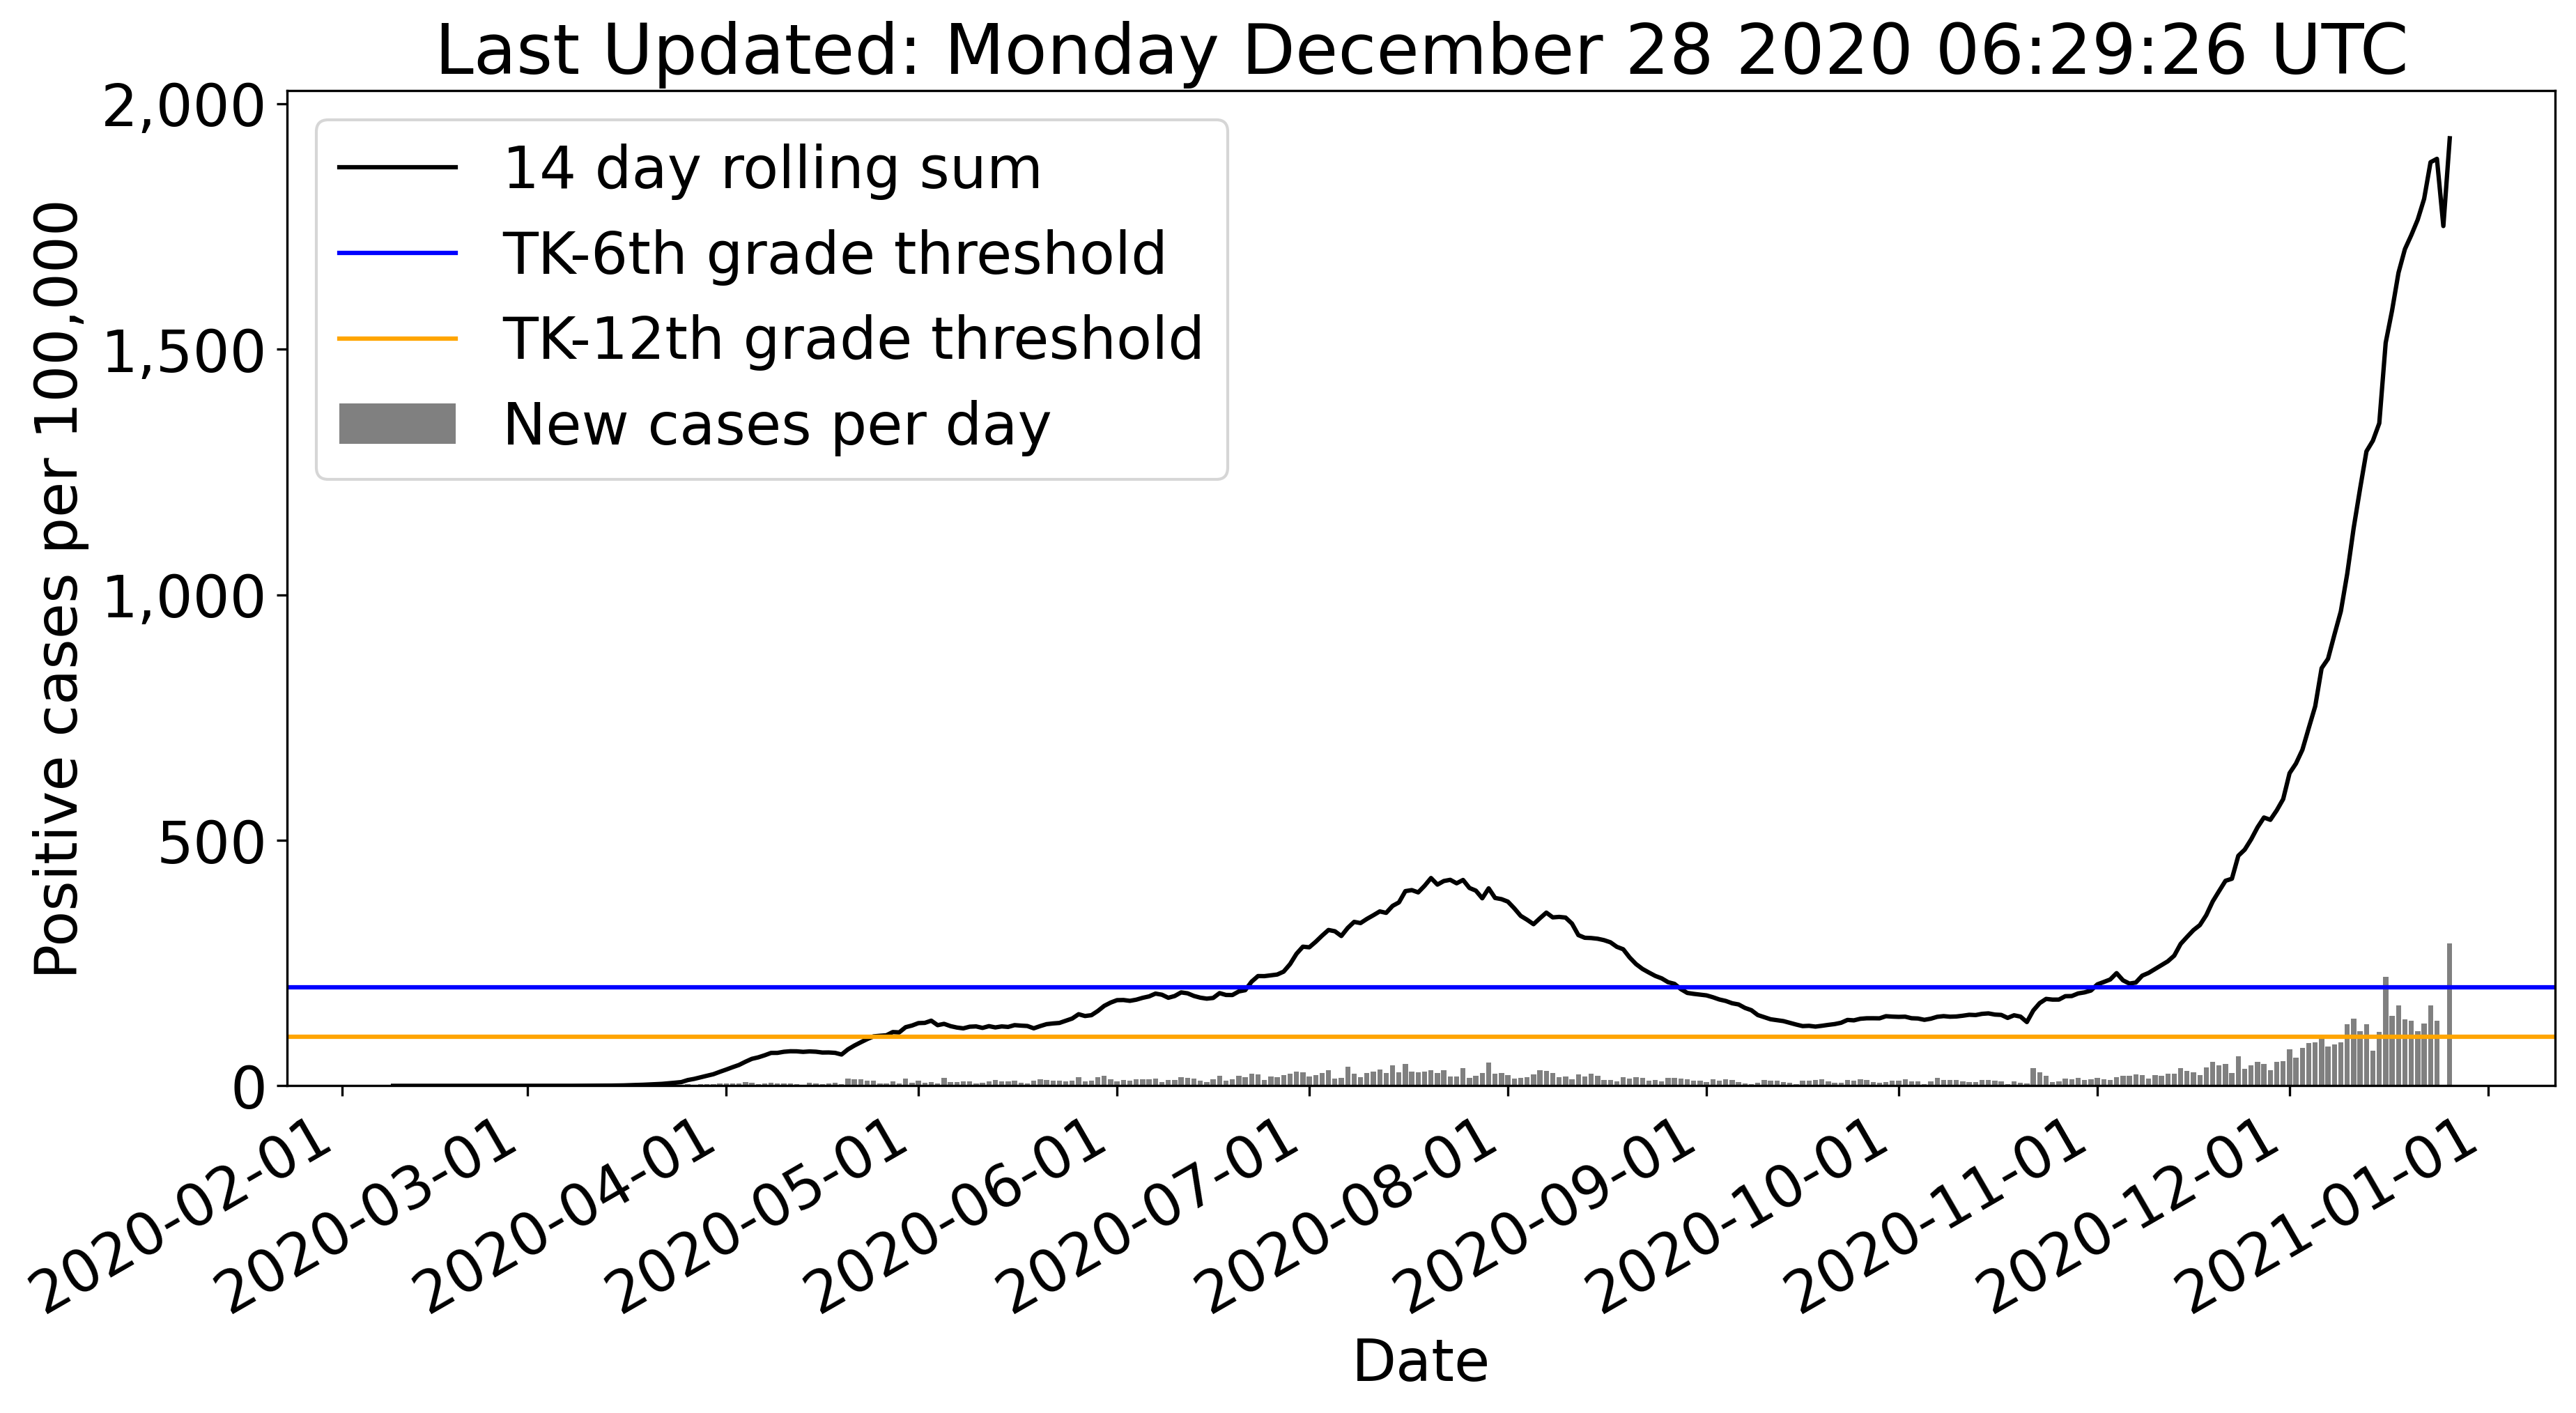 Last Updated: Monday December 28 2020 06:29:26 UTC
Positive cases per 100,000
2,000
1,500
1,000
500
0
14 day rolling sum
TK-6th grade threshold
TK-12th grade threshold
New cases per day
2020-02-01
2020-03-01
2020-04-01
2020-05-01
2020-06-01
2020-07-01
2020-08-01
2020-09-01
2020-10-01
2020-11-01
2020-12-01
2021-01-01
Date